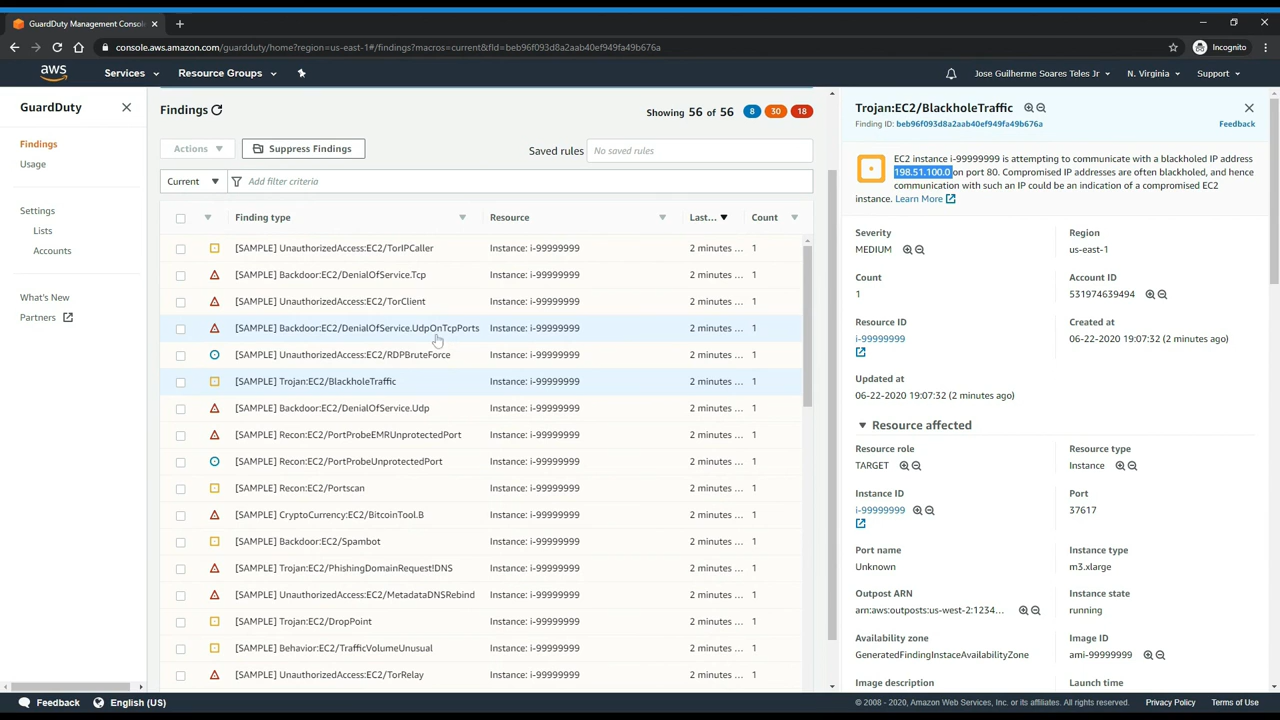 GuardDuty Management Conso
console.aws.amazon.com/guardduty/home?region=us-east-1#/findings?macros=current&fId=beb96f093d8a2aab40ef949fa49b676a
Incognito
aws
Services
Resource Groups
Jose Guilherme Soares Teles Jr
N. Virginia
Support
GuardDuty
Findings
Usage
Settings
Lists
Accounts
What's New
Partners
Findings
Showing 56 of 56
8
30
18
Actions
Suppress Findings
Saved rules
No saved rules
Current
Add filter criteria
Finding type
Resource
Last...
Count
[SAMPLE] UnauthorizedAccess:EC2/TorIPCaller Instance: i-99999999 2 minutes ... 1
[SAMPLE] Backdoor:EC2/DenialOfService.Tcp Instance: i-99999999 2 minutes ... 1
[SAMPLE] UnauthorizedAccess:EC2/TorClient Instance: i-99999999 2 minutes ... 1
[SAMPLE] Backdoor:EC2/DenialOfService.UdpOnTcpPorts Instance: i-99999999 2 minutes ... 1
[SAMPLE] UnauthorizedAccess:EC2/RDPBruteForce Instance: i-99999999 2 minutes ... 1
[SAMPLE] Trojan:EC2/BlackholeTraffic Instance: i-99999999 2 minutes ... 1
[SAMPLE] Backdoor:EC2/DenialOfService.Udp Instance: i-99999999 2 minutes ... 1
[SAMPLE] Recon:EC2/PortProbeEMRUnprotectedPort Instance: i-99999999 2 minutes ... 1
[SAMPLE] Recon:EC2/PortProbeUnprotectedPort Instance: i-99999999 2 minutes ... 1
[SAMPLE] Recon:EC2/Portscan Instance: i-99999999 2 minutes ... 1
[SAMPLE] CryptoCurrency:EC2/BitcoinTool.B Instance: i-99999999 2 minutes ... 1
[SAMPLE] Backdoor:EC2/Spambot Instance: i-99999999 2 minutes ... 1
[SAMPLE] Trojan:EC2/PhishingDomainRequest!DNS Instance: i-99999999 2 minutes ... 1
[SAMPLE] UnauthorizedAccess:EC2/MetadataDNSRebind Instance: i-99999999 2 minutes ... 1
[SAMPLE] Trojan:EC2/DropPoint Instance: i-99999999 2 minutes ... 1
[SAMPLE] Behavior:EC2/TrafficVolumeUnusual Instance: i-99999999 2 minutes ... 1
[SAMPLE] UnauthorizedAccess:EC2/TorRelay Instance: i-99999999 2 minutes ... 1
Trojan:EC2/BlackholeTraffic
Finding ID: beb96f093d8a2aab40ef949fa49b676a
Feedback
EC2 instance i-99999999 is attempting to communicate with a blackholed IP address
198.51.100.0 on port 80. Compromised IP addresses are often blackholed, and hence
communication with such an IP could be an indication of a compromised EC2
instance. Learn More
Severity
MEDIUM
Region
us-east-1
Count
1
Account ID
531974639494
Resource ID
i-99999999
Created at
06-22-2020 19:07:32 (2 minutes ago)
Updated at
06-22-2020 19:07:32 (2 minutes ago)
Resource affected
Resource role
TARGET
Resource type
Instance
Instance ID
i-99999999
Port
37617
Port name
Unknown
Instance type
m3.xlarge
Outpost ARN
arn:aws:outposts:us-west-2:1234...
Instance state
running
Availability zone
GeneratedFindingInstaceAvailabilityZone
Image ID
ami-99999999
Image description
Launch time
Feedback
English (US)
© 2008 - 2020, Amazon Web Services, Inc. or its affiliates. All rights reserved.
Privacy Policy
Terms of Use